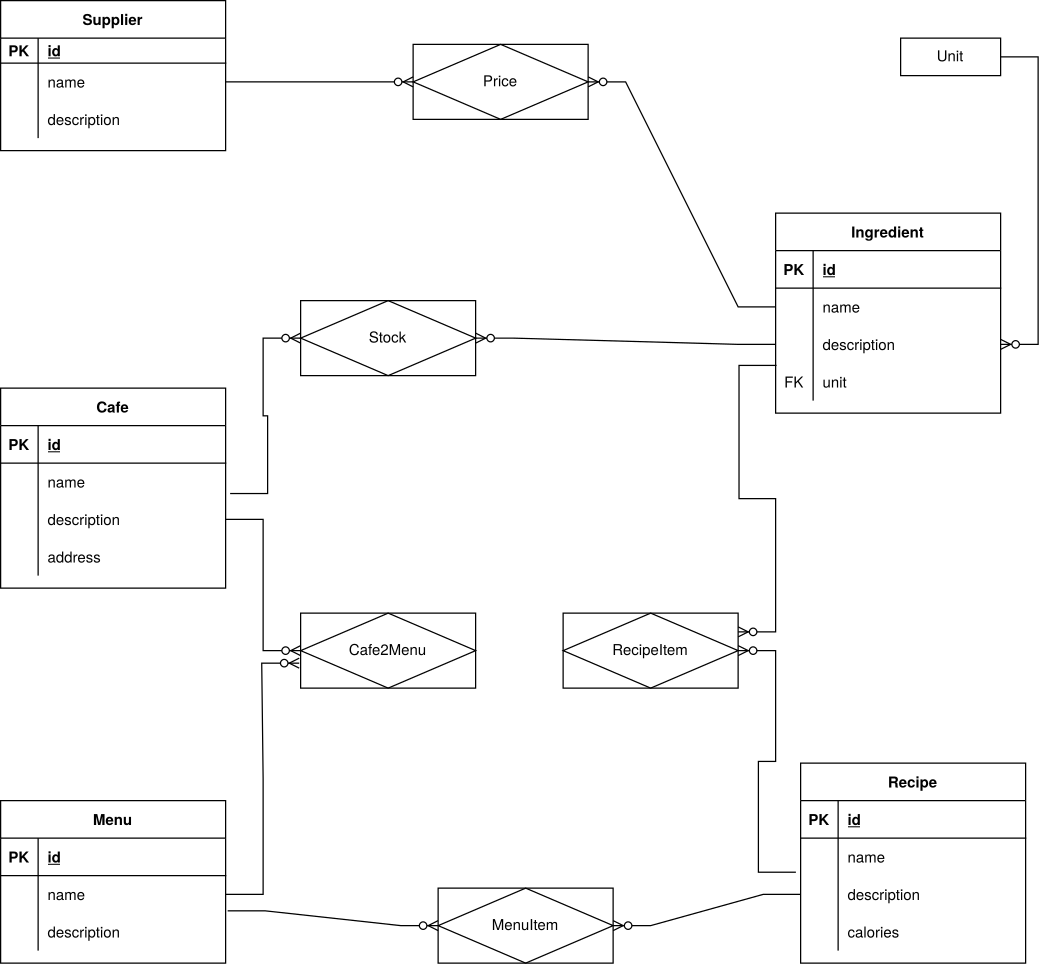 Supplier
PK id
name
description
Price
Unit
Ingredient
PK id
name
description
FK unit
Stock
Cafe
PK id
name
description
address
Cafe2Menu
RecipeItem
Recipe
PK id
name
description
calories
Menu
PK id
name
description
MenuItem